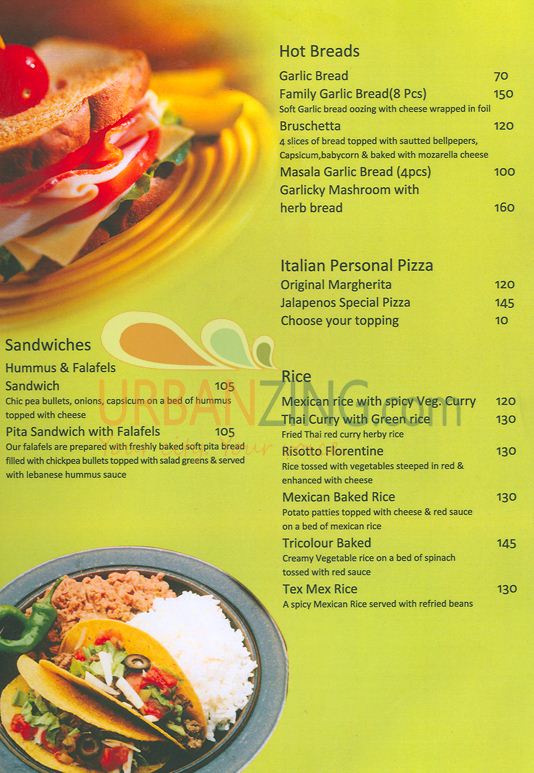 Hot Breads
Garlic Bread 70
Family Garlic Bread(8 Pcs) 150
Soft Garlic bread oozing with cheese wrapped in foil
Bruschetta 120
4 slices of bread topped with sautted bellpepers,
Capsicum,babycorn & baked with mozarella cheese
Masala Garlic Bread (4pcs) 100
Garlicky Mashroom with
herb bread 160
Italian Personal Pizza
Original Margherita 120
Jalapenos Special Pizza 145
Choose your topping 10
Sandwiches
Hummus & Falafels
Sandwich 105
Chic pea bullets, onions, capsicum on a bed of hummus
topped with cheese
Pita Sandwich with Falafels 105
Our falafels are prepared with freshly baked soft pita bread
filled with chickpea bullets topped with salad greens & served
with lebanese hummus sauce
Rice
Mexican rice with spicy Veg. Curry 120
Thai Curry with Green rice 130
Fried Thai red curry herby rice
Risotto Florentine 130
Rice tossed with vegetables steeped in red &
enhanced with cheese
Mexican Baked Rice 130
Potato patties topped with cheese & red sauce
on a bed of mexican rice
Tricolour Baked 145
Creamy Vegetable rice on a bed of spinach
tossed with red sauce
Tex Mex Rice 130
A spicy Mexican Rice served with refried beans
URBANZING.com